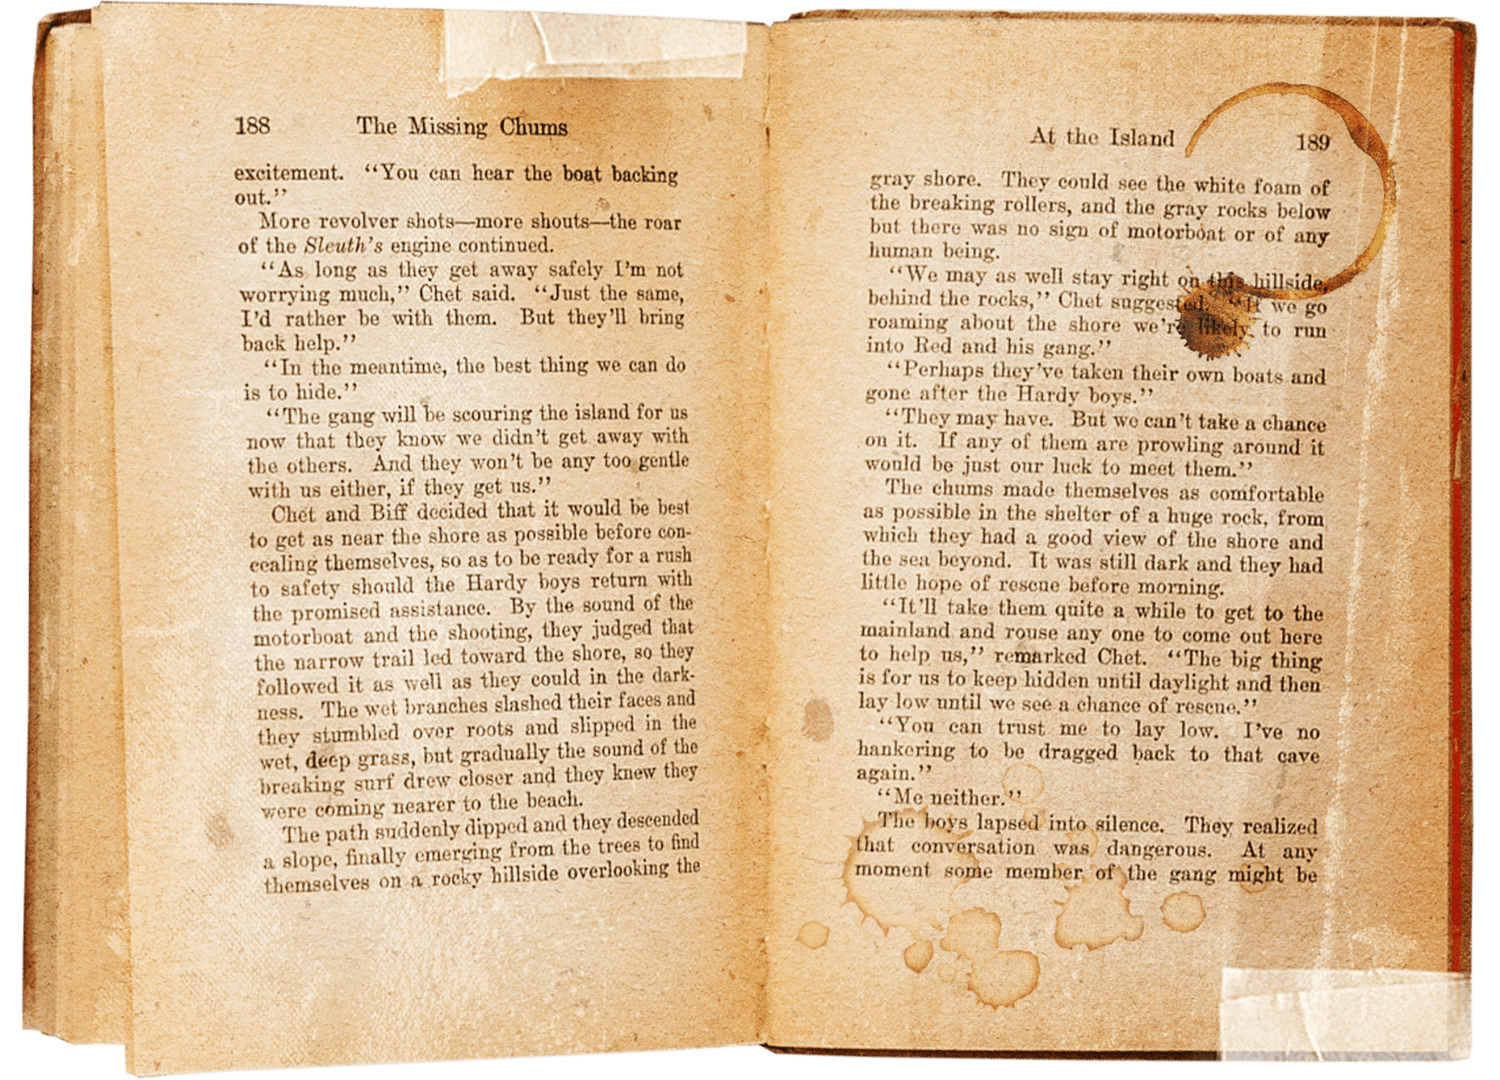 188 The Missing Chums
excitement. “You can hear the boat backing
out.”
More revolver shots—more shouts—the roar
of the Sleuth’s engine continued.
“As long as they get away safely I’m not
worrying much,” Chet said. “Just the same,
I’d rather be with them. But they’ll bring
back help.”
“In the meantime, the best thing we can do
is to hide.”
“The gang will be scouring the island for us
now that they know we didn’t get away with
the others. And they won’t be any too gentle
with us either, if they get us.”
Chet and Biff decided that it would be best
to get as near the shore as possible before con-
cealing themselves, so as to be ready for a rush
to safety should the Hardy boys return with
the promised assistance. By the sound of the
motorboat and the shooting, they judged that
the narrow trail led toward the shore, so they
followed it as well as they could in the dark-
ness. The wet branches slashed their faces and
they stumbled over roots and slipped in the
wet, deep grass, but gradually the sound of the
breaking surf drew closer and they knew they
were coming nearer to the beach.
The path suddenly dipped and they descended
a slope, finally emerging from the trees to find
themselves on a rocky hillside overlooking the
At the Island 189
gray shore. They could see the white foam of
the breaking rollers, and the gray rocks below
but there was no sign of motorboat or of any
human being.
“We may as well stay right on this hillside,
behind the rocks,” Chet suggested. “If we go
roaming about the shore we’re likely to run
into Red and his gang.”
“Perhaps they’ve taken their own boats and
gone after the Hardy boys.”
“They may have. But we can’t take a chance
on it. If any of them are prowling around it
would be just our luck to meet them.”
The chums made themselves as comfortable
as possible in the shelter of a huge rock, from
which they had a good view of the shore and
the sea beyond. It was still dark and they had
little hope of rescue before morning.
“It’ll take them quite a while to get to the
mainland and rouse any one to come out here
to help us,” remarked Chet. “The big thing
is for us to keep hidden until daylight and then
lay low until we see a chance of rescue.”
“You can trust me to lay low. I’ve no
hankering to be dragged back to that cave
again.”
“Me neither.”
The boys lapsed into silence. They realized
that conversation was dangerous. At any
moment some member of the gang might be